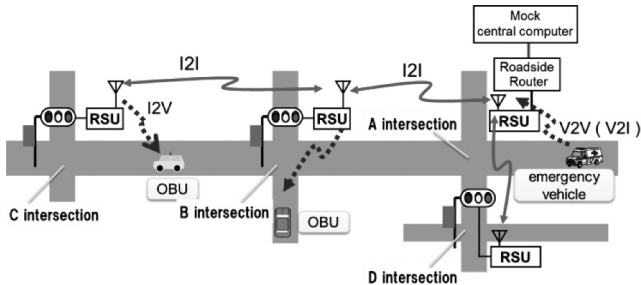 Mock
central computer
Roadside
Router
I2I
I2I
RSU
I2V
RSU
A intersection
RSU
V2V ( V2I )
OBU
B intersection
OBU
emergency
vehicle
C intersection
D intersection
RSU